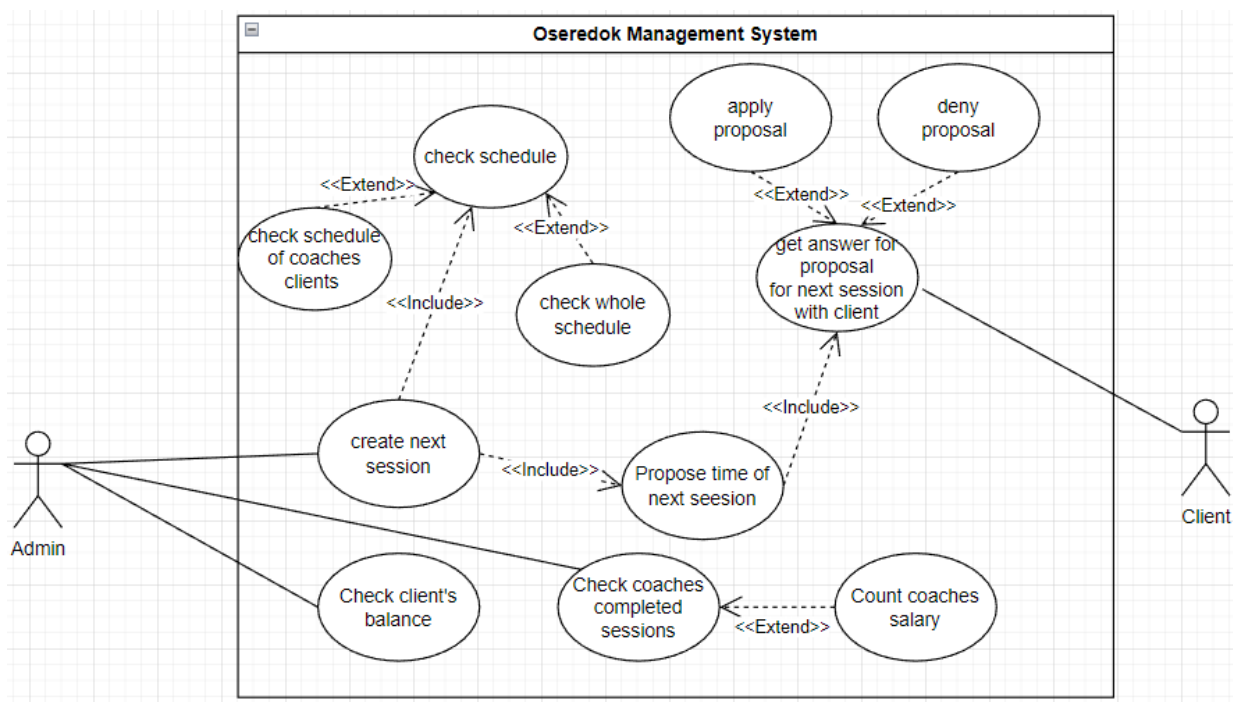 Oseredok Management System
apply
proposal
deny
proposal
check schedule
<<Extend>>
<<Extend>>
<<Extend>>
<<Extend>>
check schedule
of coaches
clients
get answer for
proposal
for next session
with client
<<Include>>
check whole
schedule
<<Include>>
create next
session
<<Include>>
Propose time of
next seesion
Client
Admin
Check client's
balance
Check coaches
completed
sessions
<<Extend>>
Count coaches
salary